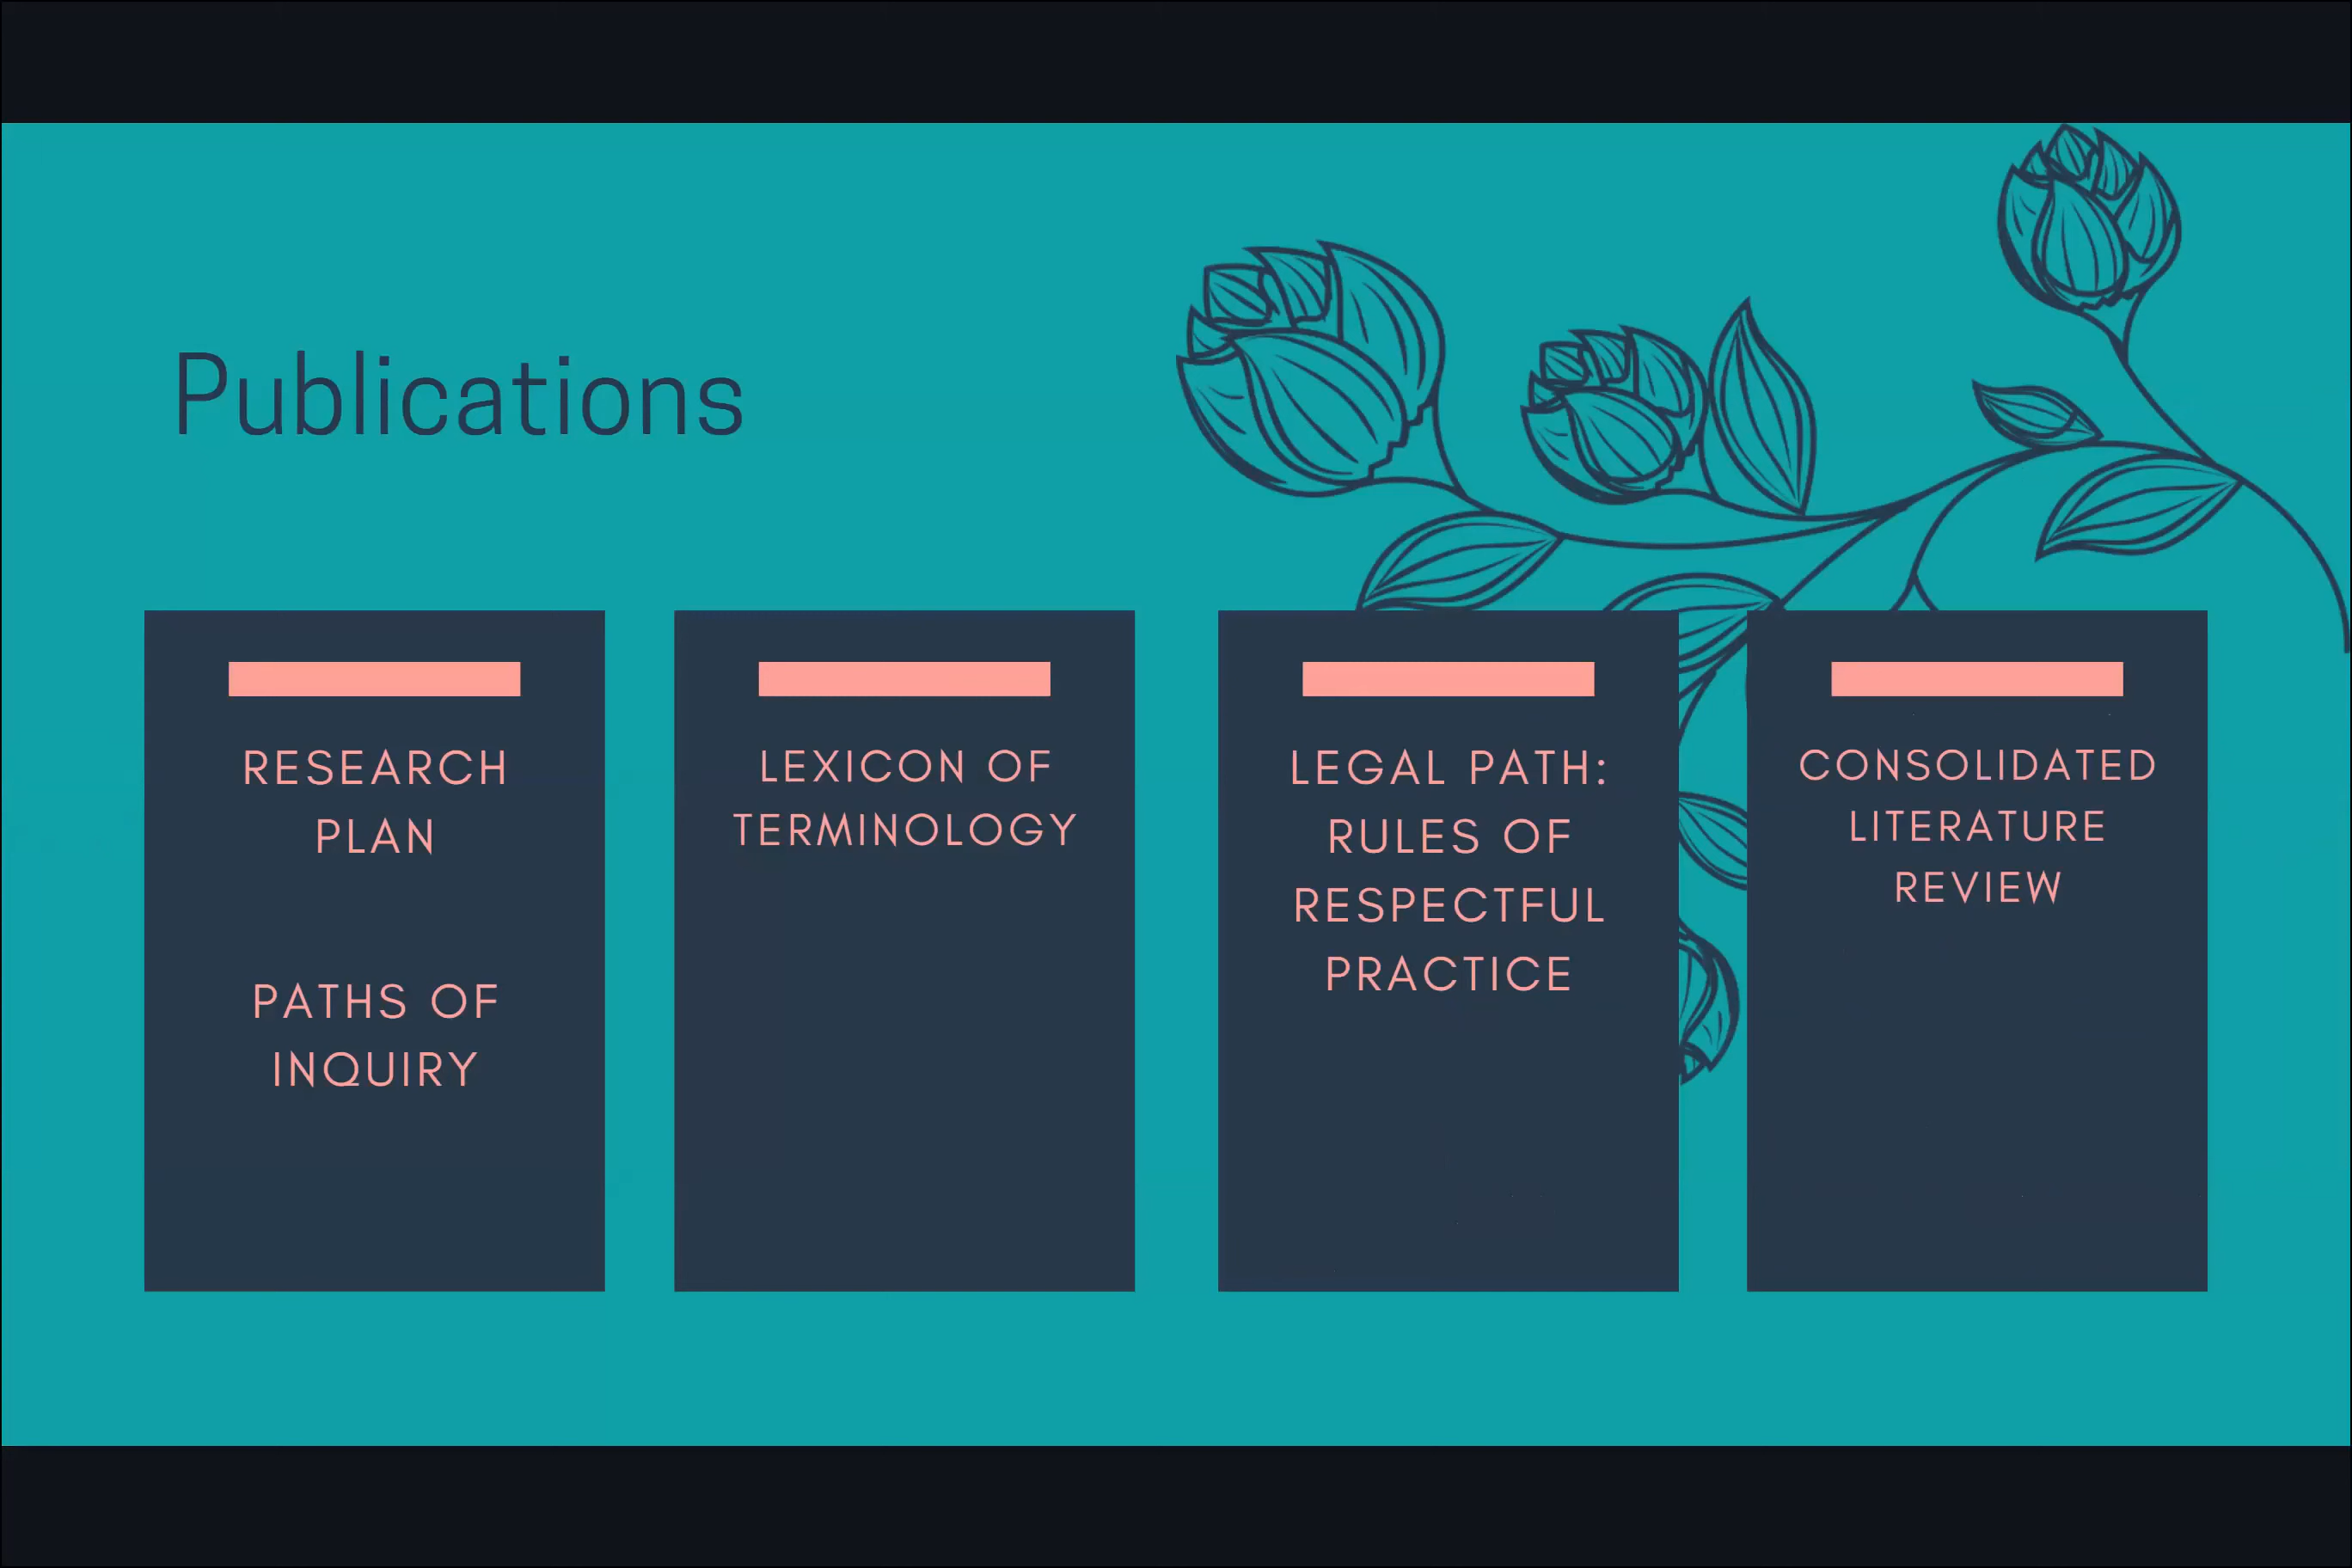 Publications
RESEARCH
PLAN
PATHS OF
INQUIRY
LEXICON OF
TERMINOLOGY
LEGAL PATH:
RULES OF
RESPECTFUL
PRACTICE
CONSOLIDATED
LITERATURE
REVIEW